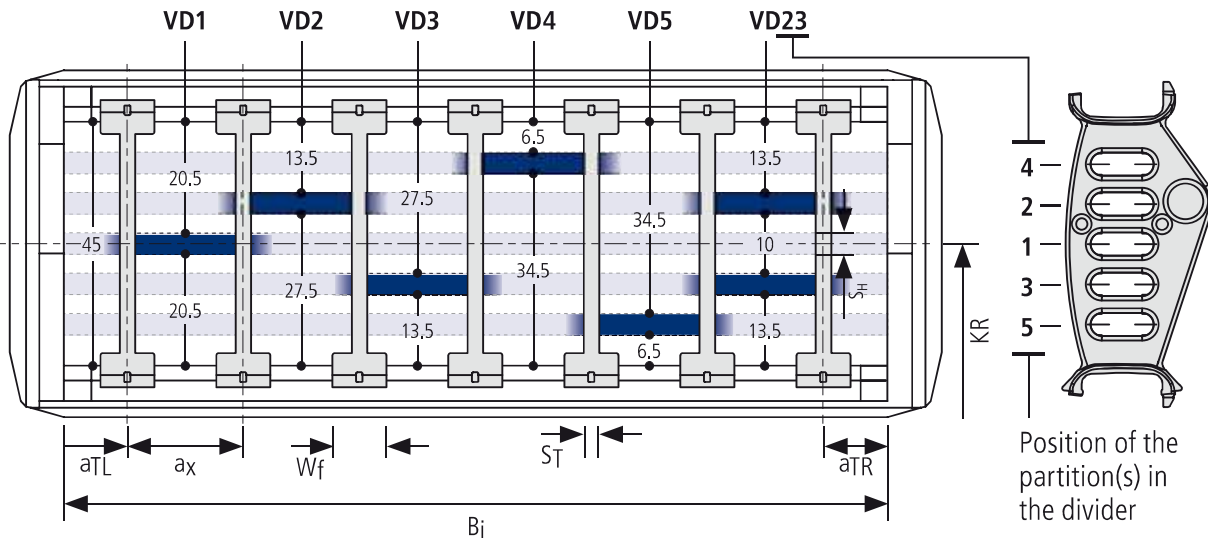 VD1 VD2 VD3 VD4 VD5 VD23
6.5
13.5 13.5
4
20.5 27.5
2
34.5
45 10 1
34.5
27.5 SH 3
20.5 13.5 13.5
5
6.5
KR
aTL ax Wf ST aTR
Bi
Position of the
partition(s) in
the divider